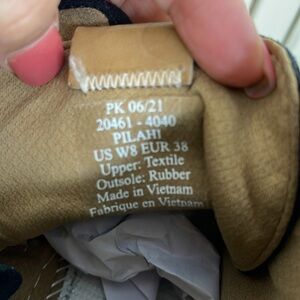 PK 06/21
20461 - 4040
PILAHI
US W8 EUR 38
Upper: Textile
Outsole: Rubber
Made in Vietnam
Fabrique en Vietnam